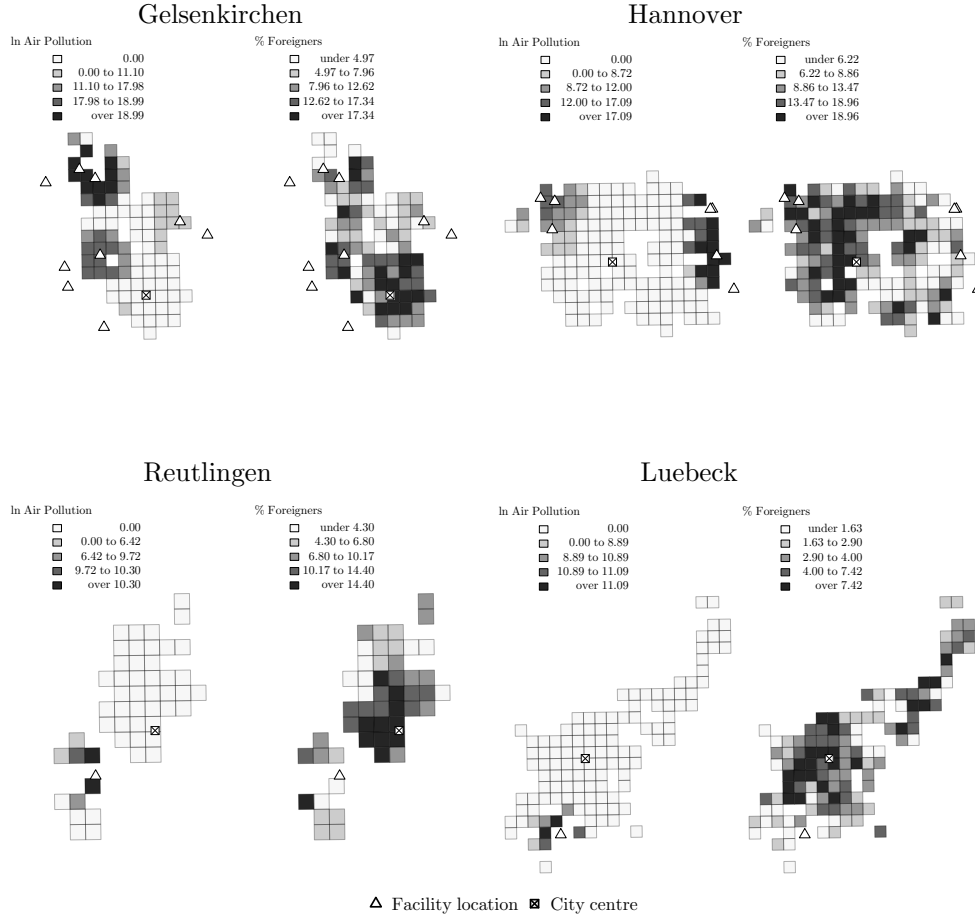 Gelsenkirchen
ln Air Pollution
0.00
0.00 to 11.10
11.10 to 17.98
17.98 to 18.99
over 18.99
% Foreigners
under 4.97
4.97 to 7.96
7.96 to 12.62
12.62 to 17.34
over 17.34
Hannover
ln Air Pollution
0.00
0.00 to 8.72
8.72 to 12.00
12.00 to 17.09
over 17.09
% Foreigners
under 6.22
6.22 to 8.86
8.86 to 13.47
13.47 to 18.96
over 18.96
Reutlingen
ln Air Pollution
0.00
0.00 to 6.42
6.42 to 9.72
9.72 to 10.30
over 10.30
% Foreigners
under 4.30
4.30 to 6.80
6.80 to 10.17
10.17 to 14.40
over 14.40
Luebeck
ln Air Pollution
0.00
0.00 to 8.89
8.89 to 10.89
10.89 to 11.09
over 11.09
% Foreigners
under 1.63
1.63 to 2.90
2.90 to 4.00
4.00 to 7.42
over 7.42
Facility location City centre